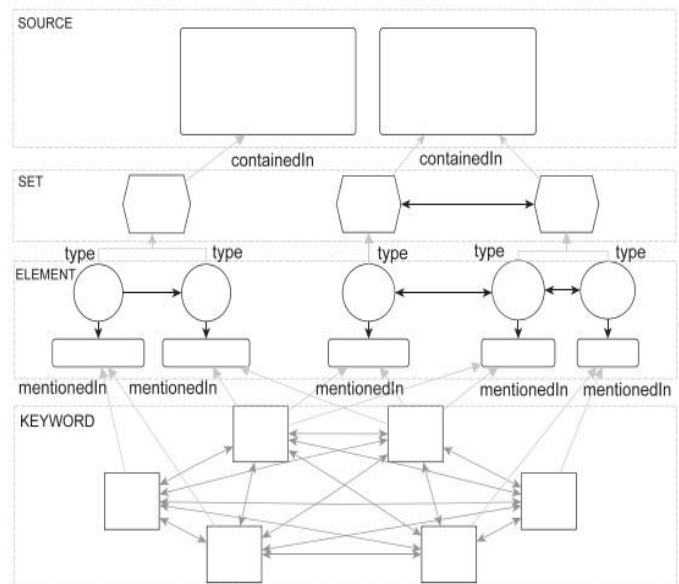 SOURCE
containedIn
containedIn
SET
type
type
type
type
type
ELEMENT
mentionedIn
mentionedIn
mentionedIn
mentionedIn
mentionedIn
KEYWORD